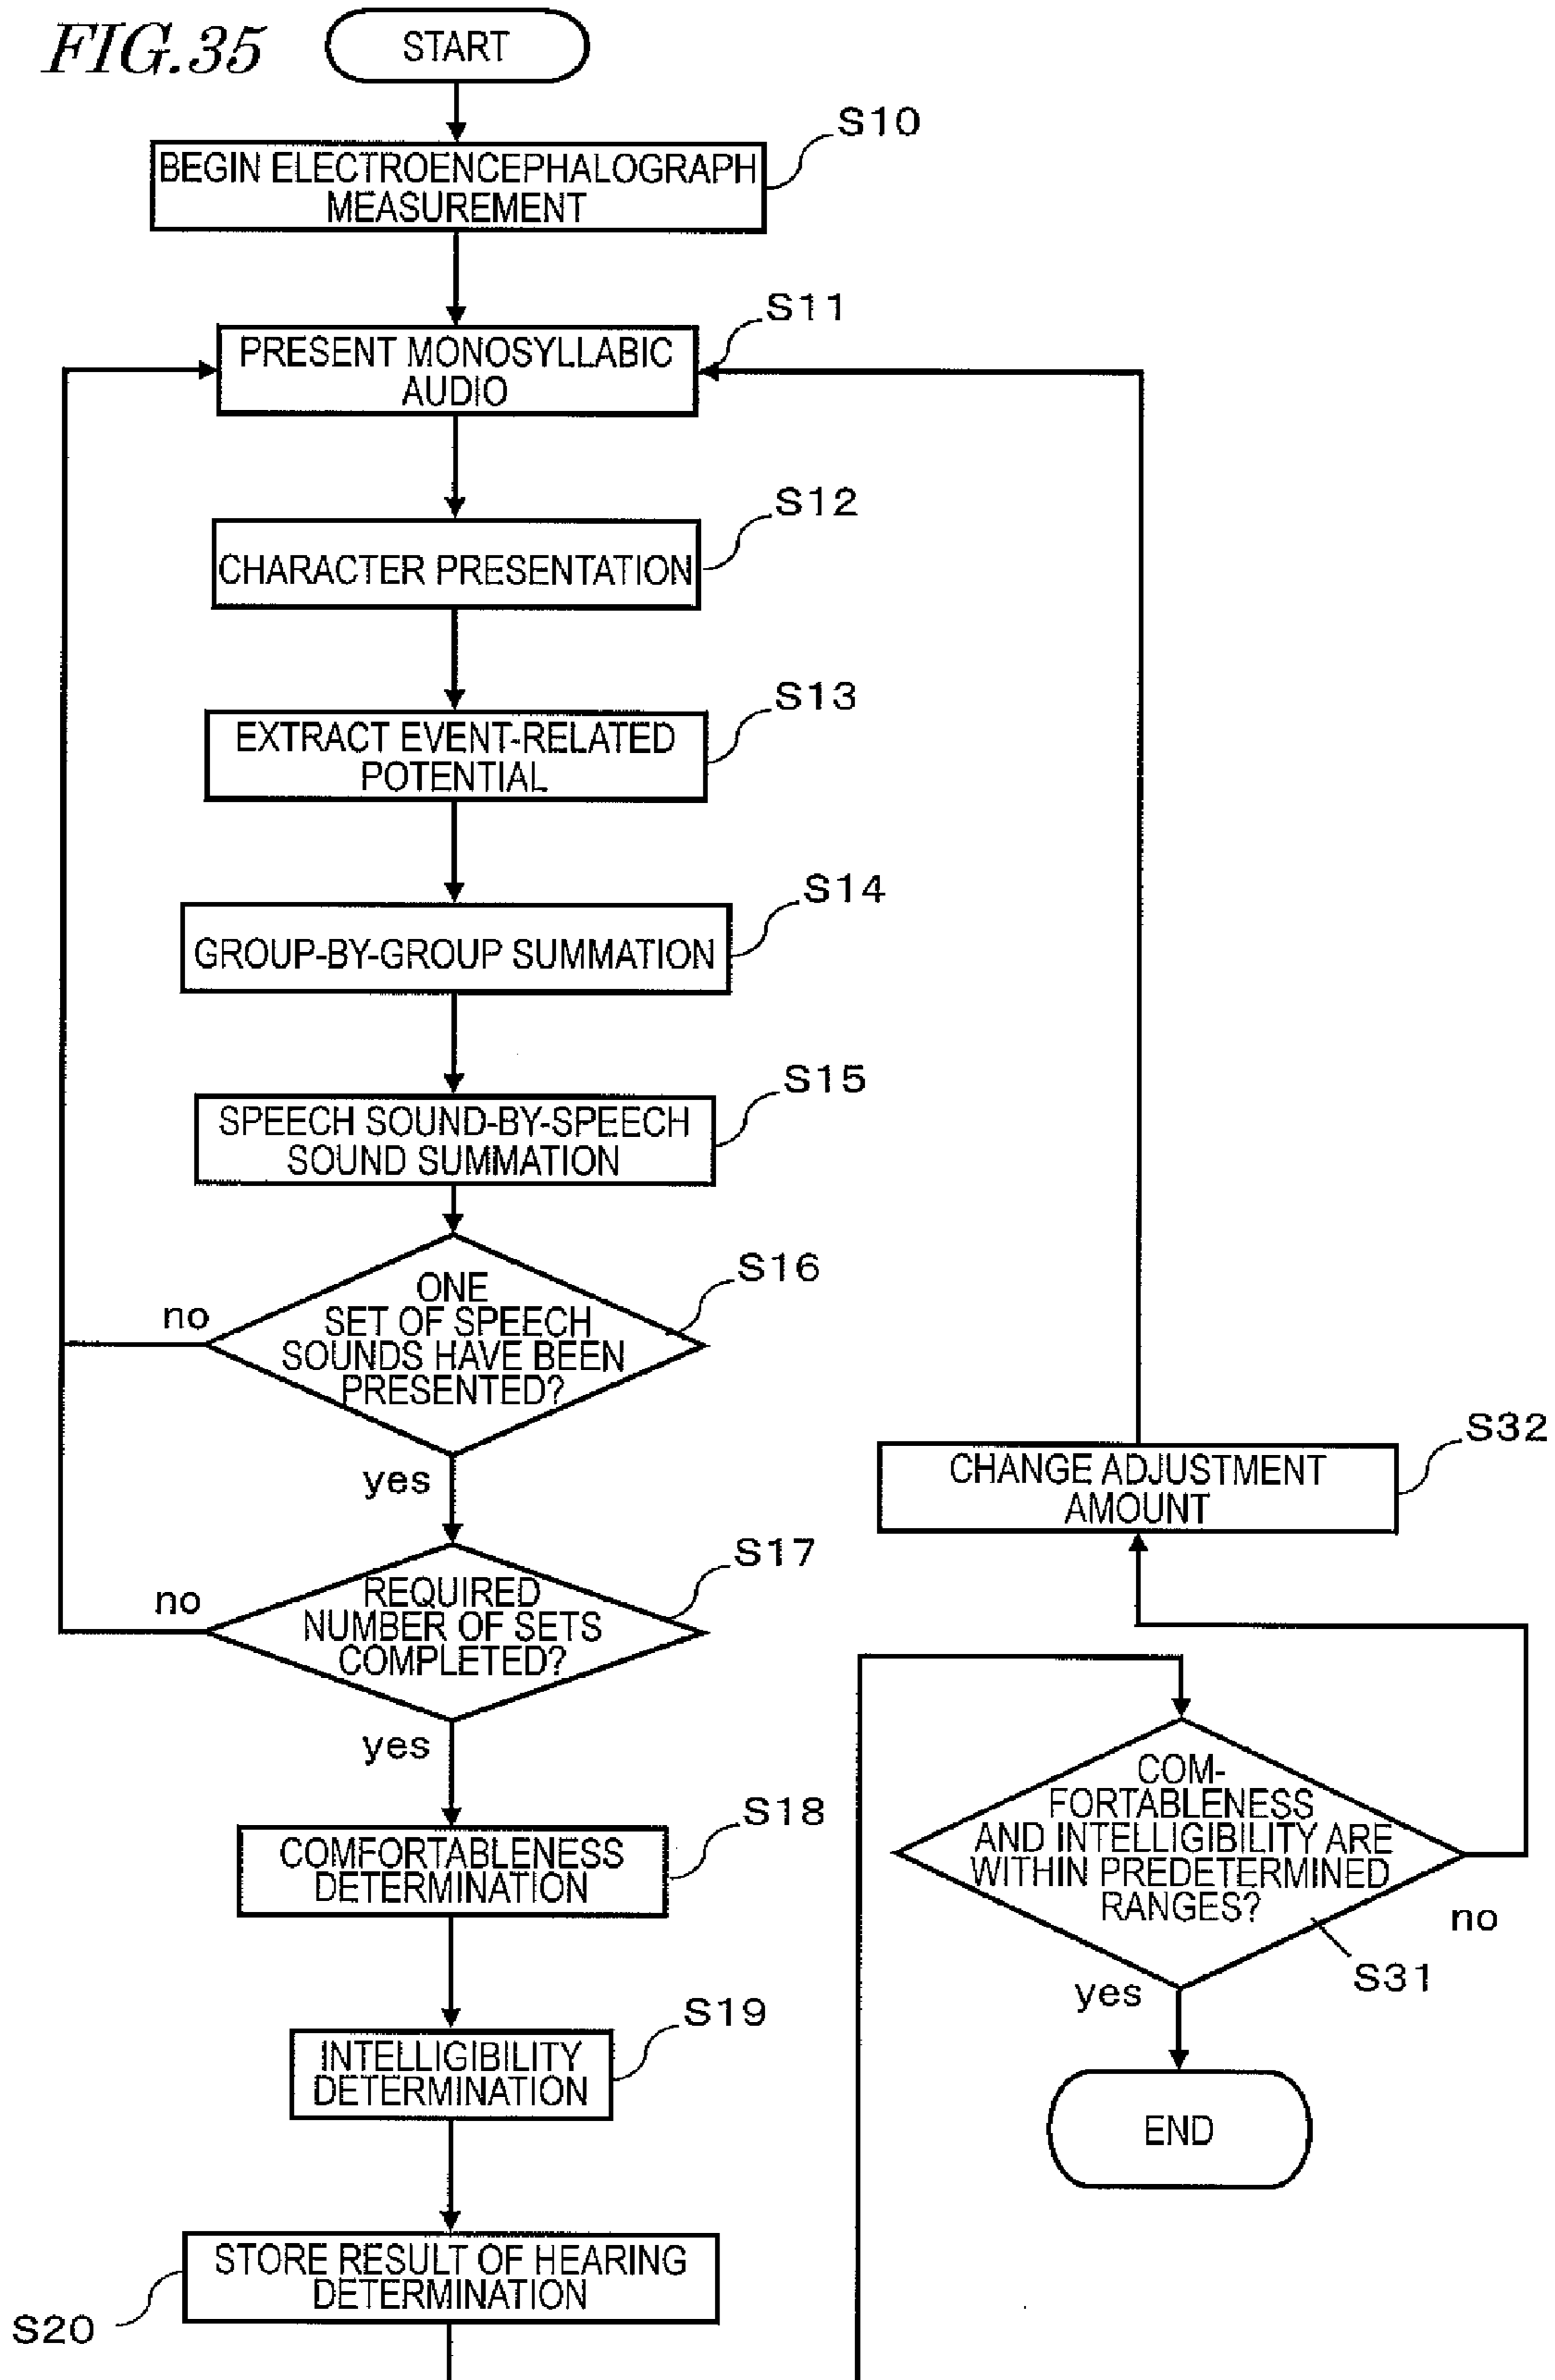 FIG.35
START
S10
BEGIN ELECTROENCEPHALOGRAPH
MEASUREMENT
S11
PRESENT MONOSYLLABIC
AUDIO
S12
CHARACTER PRESENTATION
S13
EXTRACT EVENT-RELATED
POTENTIAL
S14
GROUP-BY-GROUP SUMMATION
S15
SPEECH SOUND-BY-SPEECH
SOUND SUMMATION
S16
ONE
SET OF SPEECH
SOUNDS HAVE BEEN
PRESENTED?
no
yes
S17
REQUIRED
NUMBER OF SETS
COMPLETED?
no
yes
S18
COMFORTABLENESS
DETERMINATION
S19
INTELLIGIBILITY
DETERMINATION
S20
STORE RESULT OF HEARING
DETERMINATION
S32
CHANGE ADJUSTMENT
AMOUNT
COM-
FORTABLENESS
AND INTELLIGIBILITY ARE
WITHIN PREDETERMINED
RANGES?
no
S31
yes
END